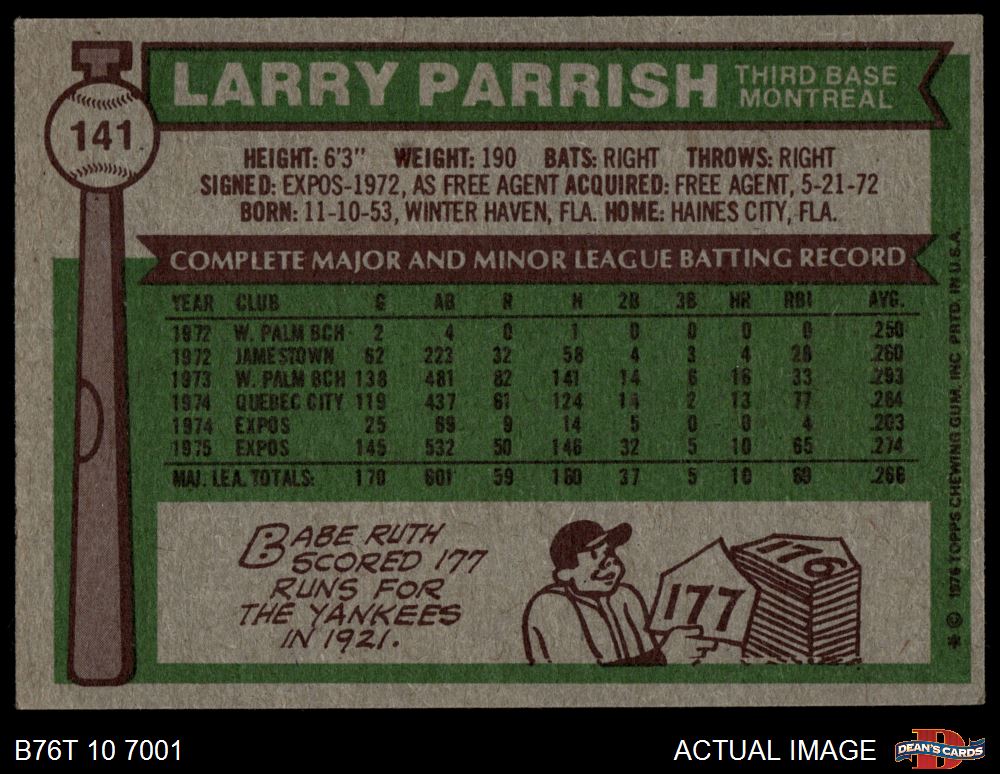 141
LARRY PARRISH
THIRD BASE
MONTREAL
HEIGHT: 6'3" WEIGHT: 190 BATS: RIGHT THROWS: RIGHT
SIGNED: EXPOS-1972, AS FREE AGENT ACQUIRED: FREE AGENT, 5-21-72
BORN: 11-10-53, WINTER HAVEN, FLA. HOME: HAINES CITY, FLA.
COMPLETE MAJOR AND MINOR LEAGUE BATTING RECORD
YEAR CLUB G AB R H 2B 3B HR RBI AVG.
1972 W. PALM BCH 2 4 0 1 0 0 0 0 .250
1972 JAMESTOWN 62 223 32 58 4 3 4 28 .260
1973 W. PALM BCH 138 481 82 141 14 6 16 33 .293
1974 QUEBEC CITY 119 437 61 124 14 2 13 77 .284
1974 EXPOS 25 69 9 14 5 0 0 4 .203
1975 EXPOS 145 532 50 146 32 5 10 65 .274
MAJ. LEA. TOTALS: 170 601 59 160 37 5 10 69 .266
BABE RUTH
SCORED 177
RUNS FOR
THE YANKEES
IN 1921.
177
176
* © 1976 TOPPS CHEWING GUM, INC. PRTD. IN U.S.A.
B76T 10 7001
ACTUAL IMAGE
D
DEAN'S CARDS